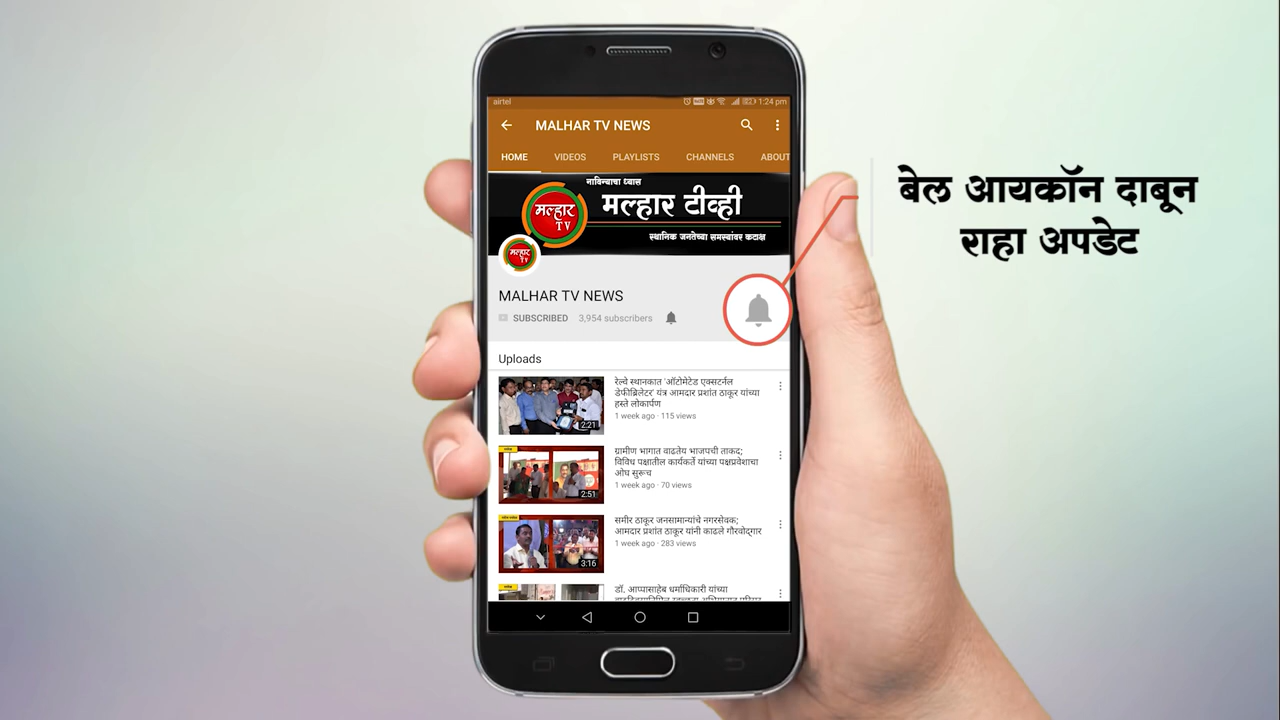 airtel 1:24 pm
MALHAR TV NEWS
HOME VIDEOS PLAYLISTS CHANNELS ABOUT
नाविन्याचा ध्यास
मल्हार टीव्ही
स्थानिक जनतेच्या समस्यांवर कटाक्ष
मल्हार
TV
मल्हार
TV
बेल आयकॉन दाबून
राहा अपडेट
MALHAR TV NEWS
SUBSCRIBED 3,954 subscribers
Uploads
रेल्वे स्थानकात 'ऑटोमेटेड एक्सटर्नल
डेफीब्रिलेटर' यंत्र आमदार प्रशांत ठाकूर यांच्या
हस्ते लोकार्पण
1 week ago · 115 views
2:21
ग्रामीण भागात वाढतेय भाजपची ताकद;
विविध पक्षातील कार्यकर्ते यांच्या पक्षप्रवेशाचा
ओघ सुरूच
1 week ago · 70 views
2:51
समीर ठाकूर जनसामान्यांचे नगरसेवक;
आमदार प्रशांत ठाकूर यांनी काढले गौरवोद्गार
1 week ago · 283 views
3:16
डॉ. आप्पासाहेब धर्माधिकारी यांच्या